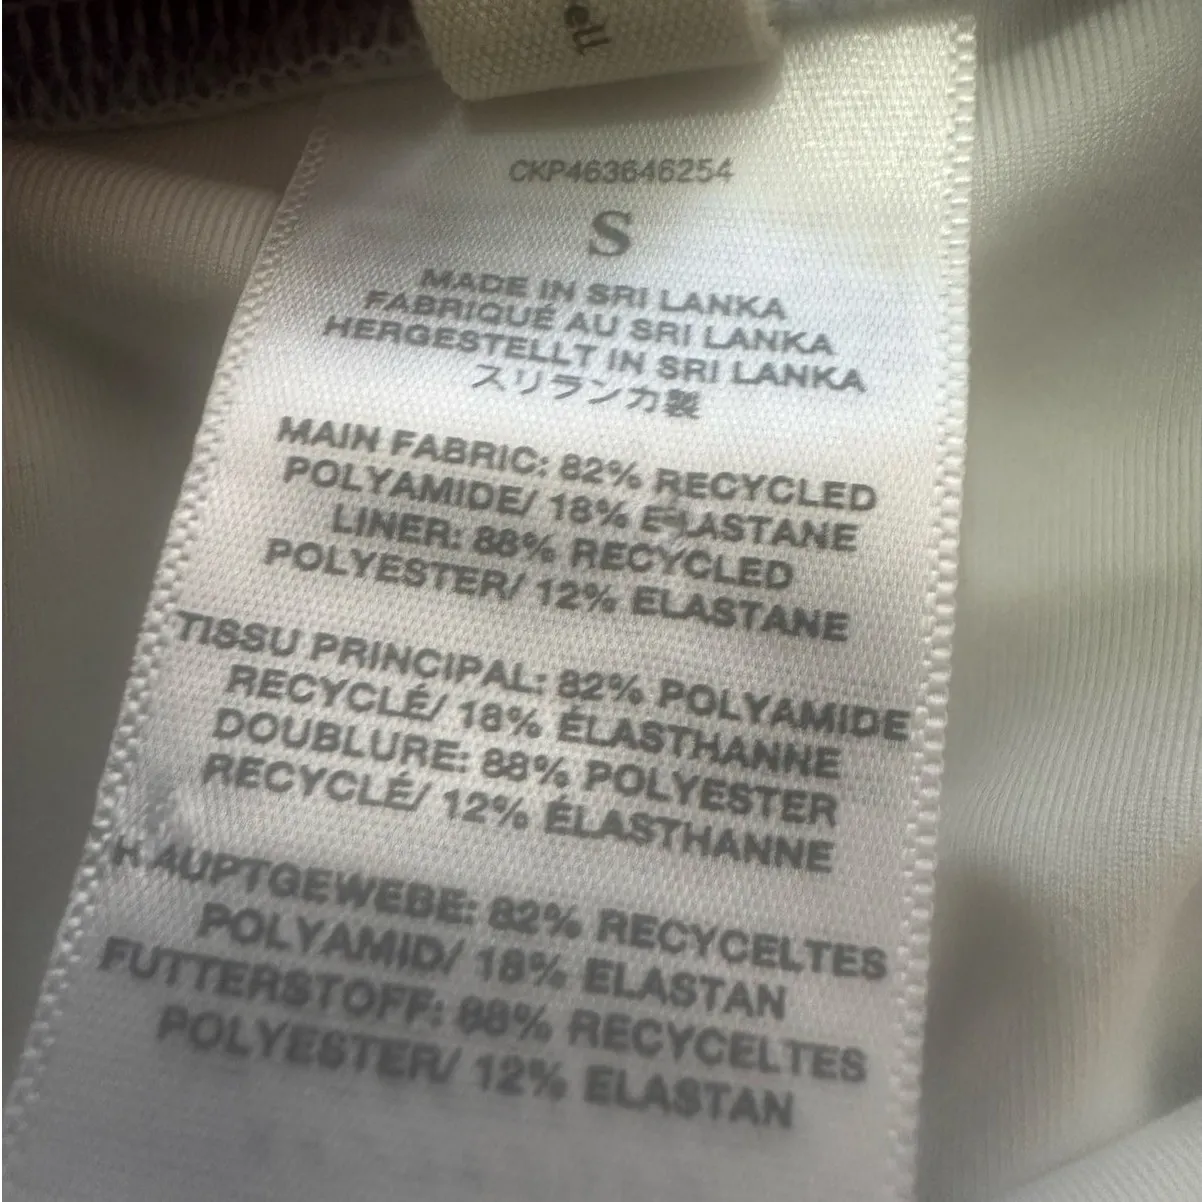 ell
CKP463646254
S
MADE IN SRI LANKA
FABRIQUÉ AU SRI LANKA
HERGESTELLT IN SRI LANKA
スリランカ製
MAIN FABRIC: 82% RECYCLED
POLYAMIDE/ 18% ELASTANE
LINER: 88% RECYCLED
POLYESTER/ 12% ELASTANE
TISSU PRINCIPAL: 82% POLYAMIDE
RECYCLÉ/ 18% ÉLASTHANNE
DOUBLURE: 88% POLYESTER
RECYCLÉ/ 12% ÉLASTHANNE
HAUPTGEWEBE: 82% RECYCELTES
POLYAMID/ 18% ELASTAN
FUTTERSTOFF: 88% RECYCELTES
POLYESTER/ 12% ELASTAN